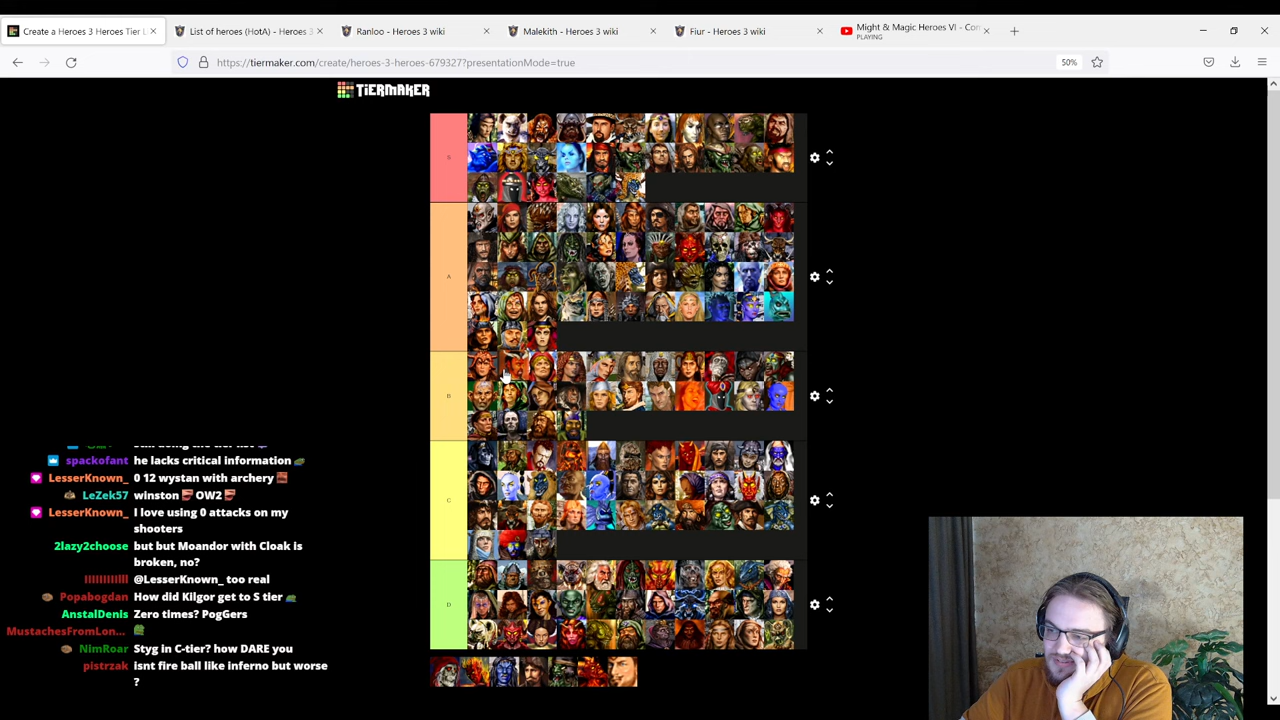 Create a Heroes 3 Heroes Tier L
List of heroes (HotA) - Heroes 3
Ranloo - Heroes 3 wiki
Malekith - Heroes 3 wiki
Fiur - Heroes 3 wiki
Might & Magic Heroes VI - Con
PLAYING
https://tiermaker.com/create/heroes-3-heroes-679327?presentationMode=true
50%
TiERMAKER
S
A
B
C
D
spackofant he lacks critical information
LesserKnown_ 0 12 wystan with archery
LeZek57 winston OW2
LesserKnown_ I love using 0 attacks on my
shooters
2lazy2choose but but Moandor with Cloak is
broken, no?
@LesserKnown_ too real
Popabogdan How did Kilgor get to S tier
AnstalDenis Zero times? PogGers
MustachesFromLon...
NimRoar Styg in C-tier? how DARE you
pistrzak isnt fire ball like inferno but worse
?